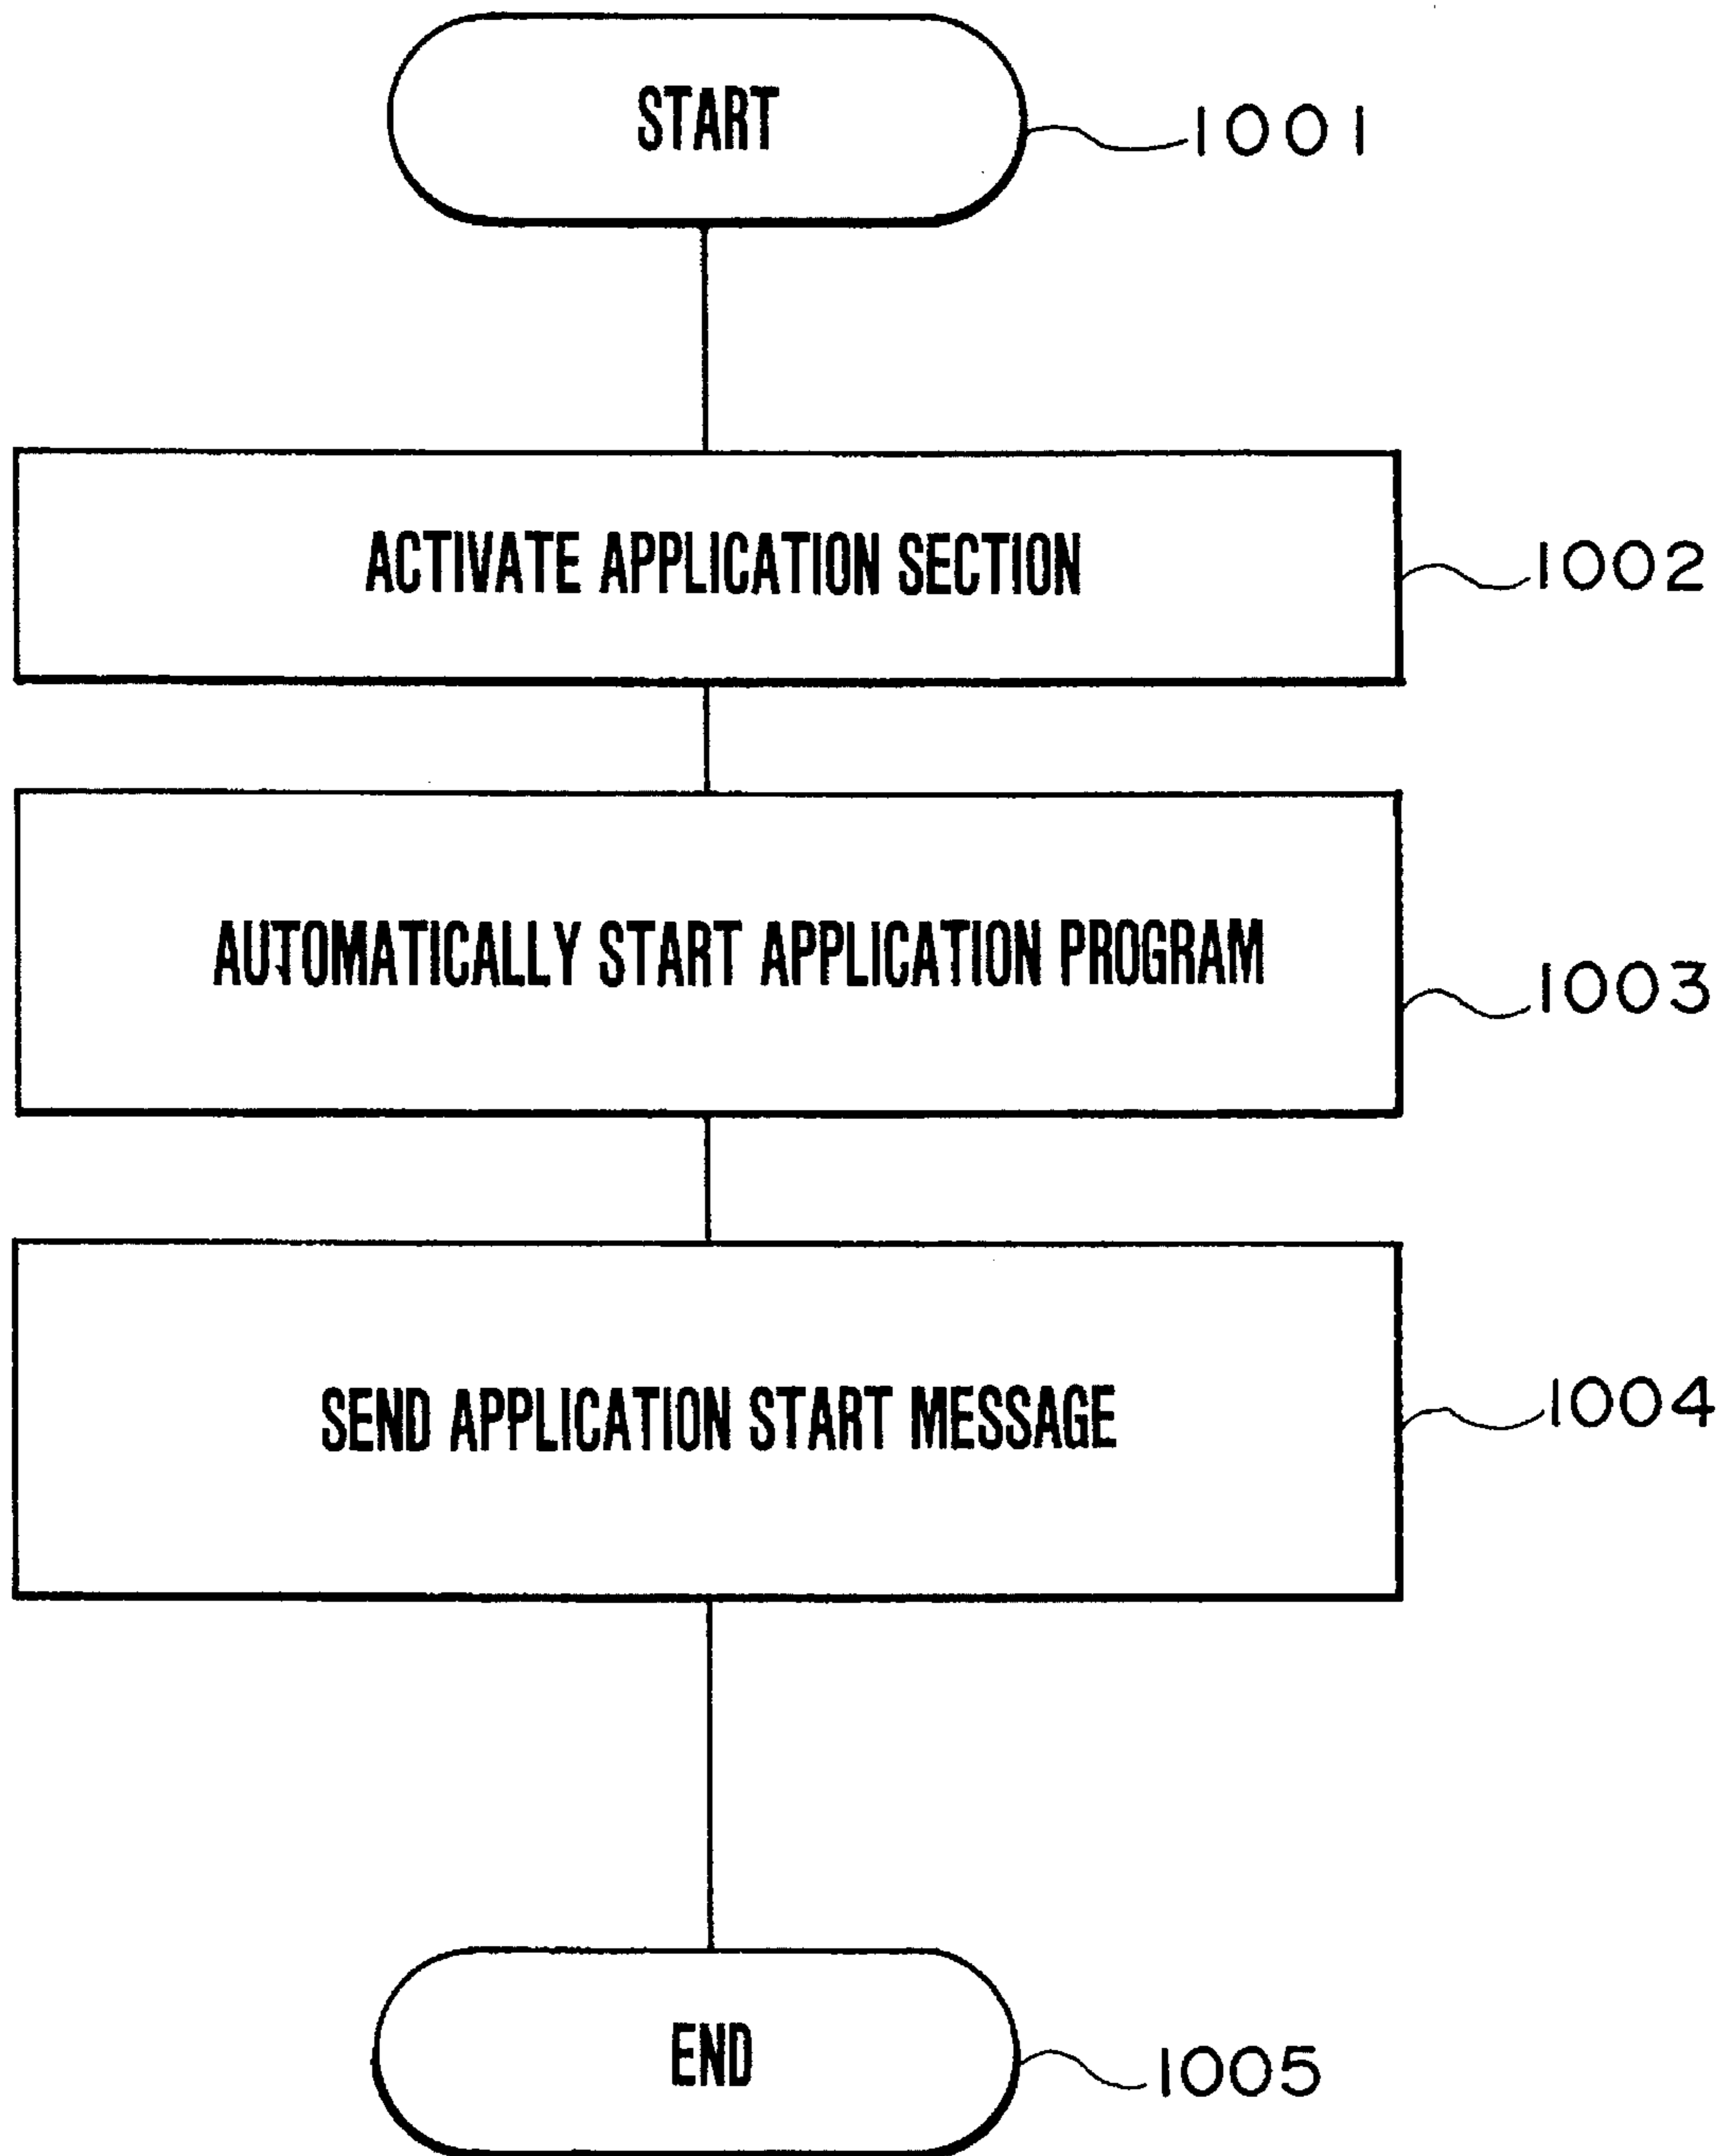 START
1001
ACTIVATE APPLICATION SECTION
1002
AUTOMATICALLY START APPLICATION PROGRAM
1003
SEND APPLICATION START MESSAGE
1004
END
1005